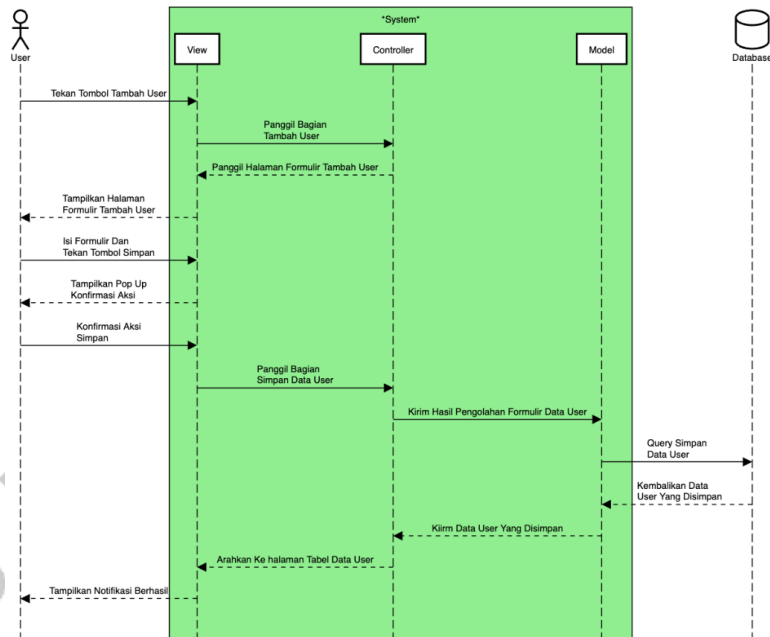 *System*
User
View
Controller
Model
Database
Tekan Tombol Tambah User
Panggil Bagian
Tambah User
Panggil Halaman Formulir Tambah User
Tampilkan Halaman
Formulir Tambah User
Isi Formulir Dan
Tekan Tombol Simpan
Tampilkan Pop Up
Konfirmasi Aksi
Konfirmasi Aksi
Simpan
Panggil Bagian
Simpan Data User
Kirim Hasil Pengolahan Formulir Data User
Query Simpan
Data User
Kembalikan Data
User Yang Disimpan
Kiirm Data User Yang Disimpan
Arahkan Ke halaman Tabel Data User
Tampilkan Notifikasi Berhasil